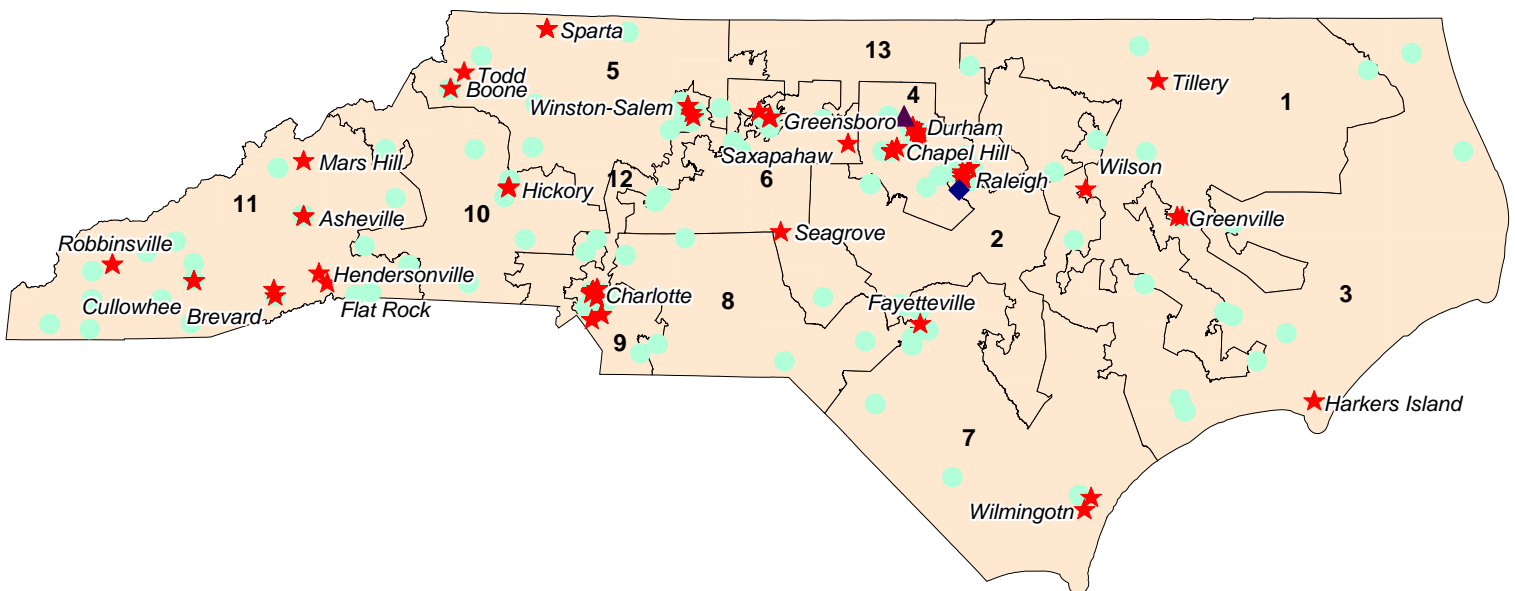 Sparta
13
5
Todd
4
Tillery
Boone
1
Winston-Salem
Greensboro
Durham
Saxapahaw
Chapel Hill
Mars Hill
Wilson
12
6
Raleigh
Hickory
11
10
Asheville
Greenville
Seagrove
2
Robbinsville
Hendersonville
Charlotte
8
3
Cullowhee
Brevard
Flat Rock
Fayetteville
9
Harkers Island
7
Wilmingotn